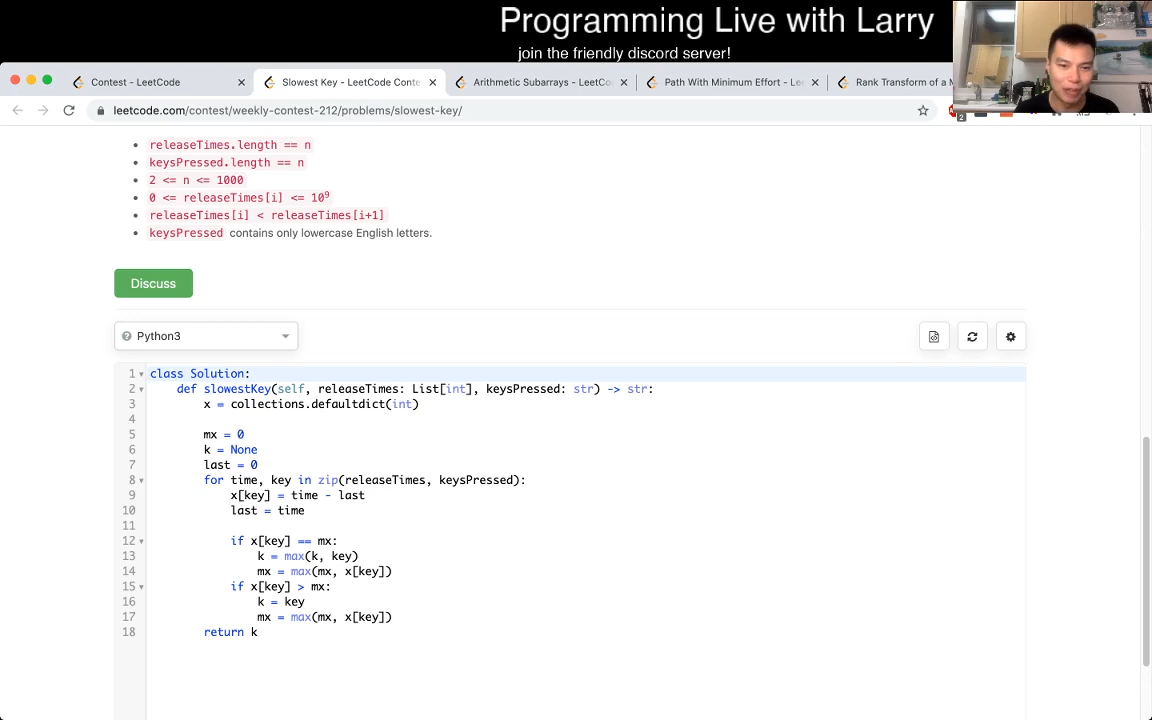 Programming Live with Larry
join the friendly discord server!
Contest - LeetCode
Slowest Key - LeetCode Conte
Arithmetic Subarrays - LeetCo
Path With Minimum Effort - Lee
Rank Transform of a M
leetcode.com/contest/weekly-contest-212/problems/slowest-key/
2
releaseTimes.length == n
keysPressed.length == n
2 <= n <= 1000
0 <= releaseTimes[i] <= 10⁹
releaseTimes[i] < releaseTimes[i+1]
keysPressed contains only lowercase English letters.
Discuss
Python3
1 class Solution:
2 def slowestKey(self, releaseTimes: List[int], keysPressed: str) -> str:
3 x = collections.defaultdict(int)
4
5 mx = 0
6 k = None
7 last = 0
8 for time, key in zip(releaseTimes, keysPressed):
9 x[key] = time - last
10 last = time
11
12 if x[key] == mx:
13 k = max(k, key)
14 mx = max(mx, x[key])
15 if x[key] > mx:
16 k = key
17 mx = max(mx, x[key])
18 return k